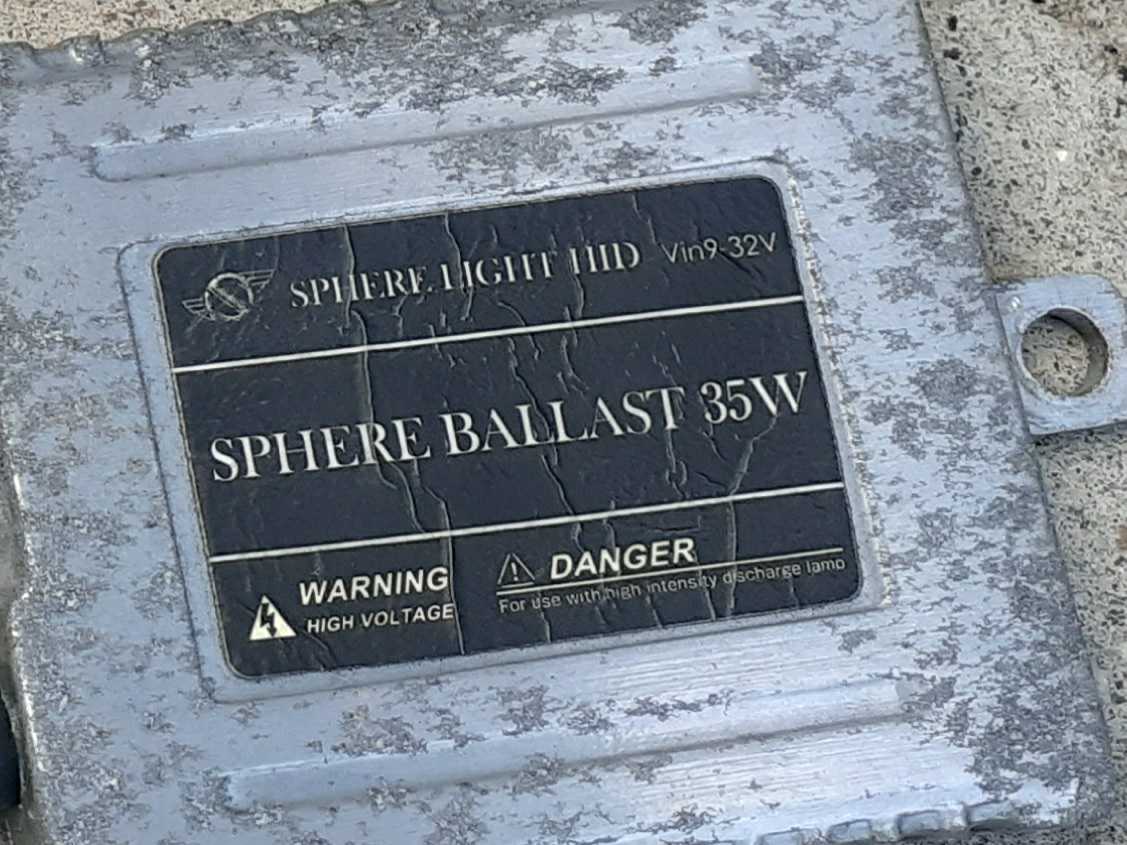 SPHERE LIGHT HID Vin9-32V
SPHERE BALLAST 35W
WARNING
HIGH VOLTAGE
DANGER
For use with high intensity discharge lamp